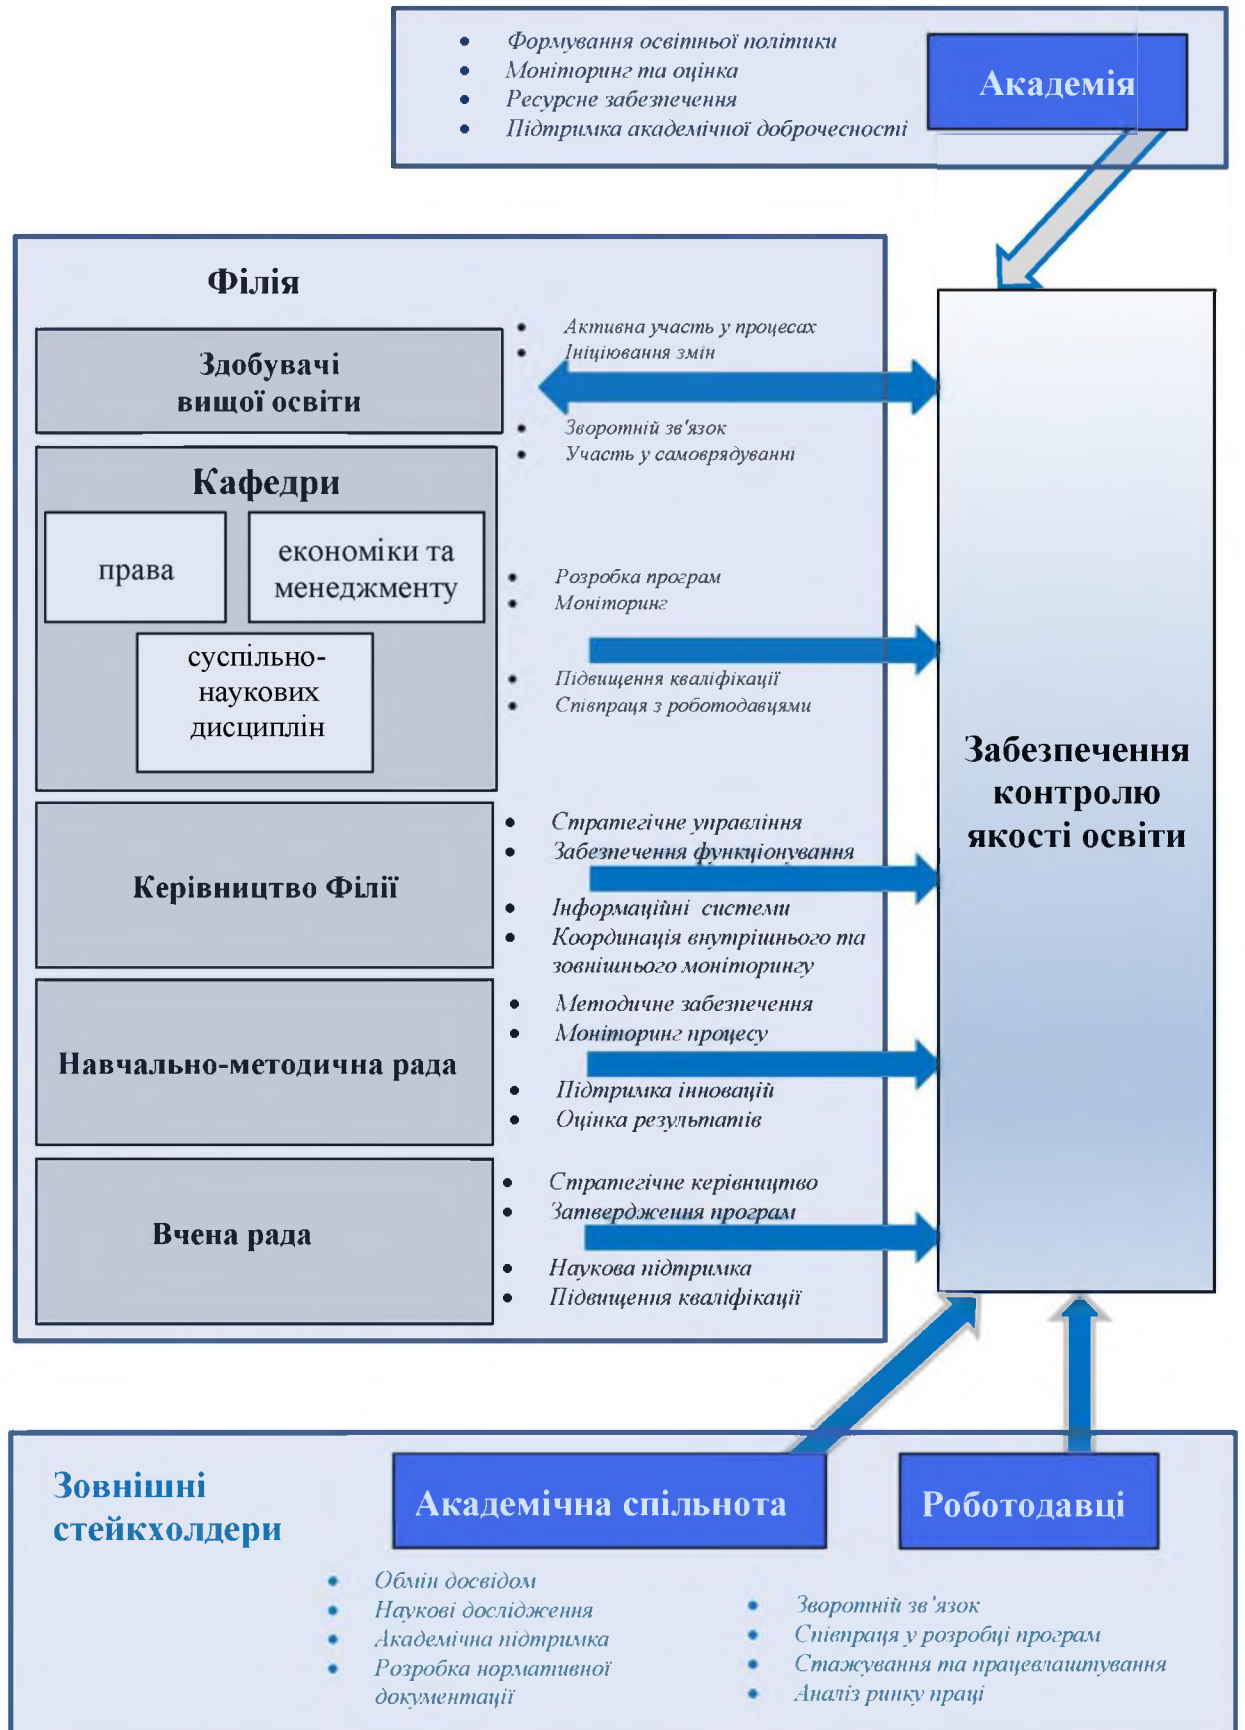 • Формування освітньої політики
• Моніторинг та оцінка
• Ресурсне забезпечення
• Підтримка академічної доброчесності
Академія
Філія
Здобувачі
вищої освіти
• Активна участь у процесах
• Ініціювання змін
• Зворотній зв'язок
• Участь у самоврядуванні
Кафедри
права
економіки та
менеджменту
суспільно-
наукових
дисциплін
• Розробка програм
• Моніторинг
• Підвищення кваліфікації
• Співпраця з роботодавцями
Керівництво Філії
• Стратегічне управління
• Забезпечення функціонування
• Інформаційні системи
• Координація внутрішнього та
зовнішнього моніторингу
Навчально-методична рада
• Методичне забезпечення
• Моніторинг процесу
• Підтримка інновацій
• Оцінка результатів
Вчена рада
• Стратегічне керівництво
• Затвердження програм
• Наукова підтримка
• Підвищення кваліфікації
Забезпечення
контролю
якості освіти
Зовнішні
стейкхолдери
Академічна спільнота
• Обмін досвідом
• Наукові дослідження
• Академічна підтримка
• Розробка нормативної
документації
Роботодавці
• Зворотній зв'язок
• Співпраця у розробці програм
• Стажування та працевлаштування
• Аналіз ринку праці